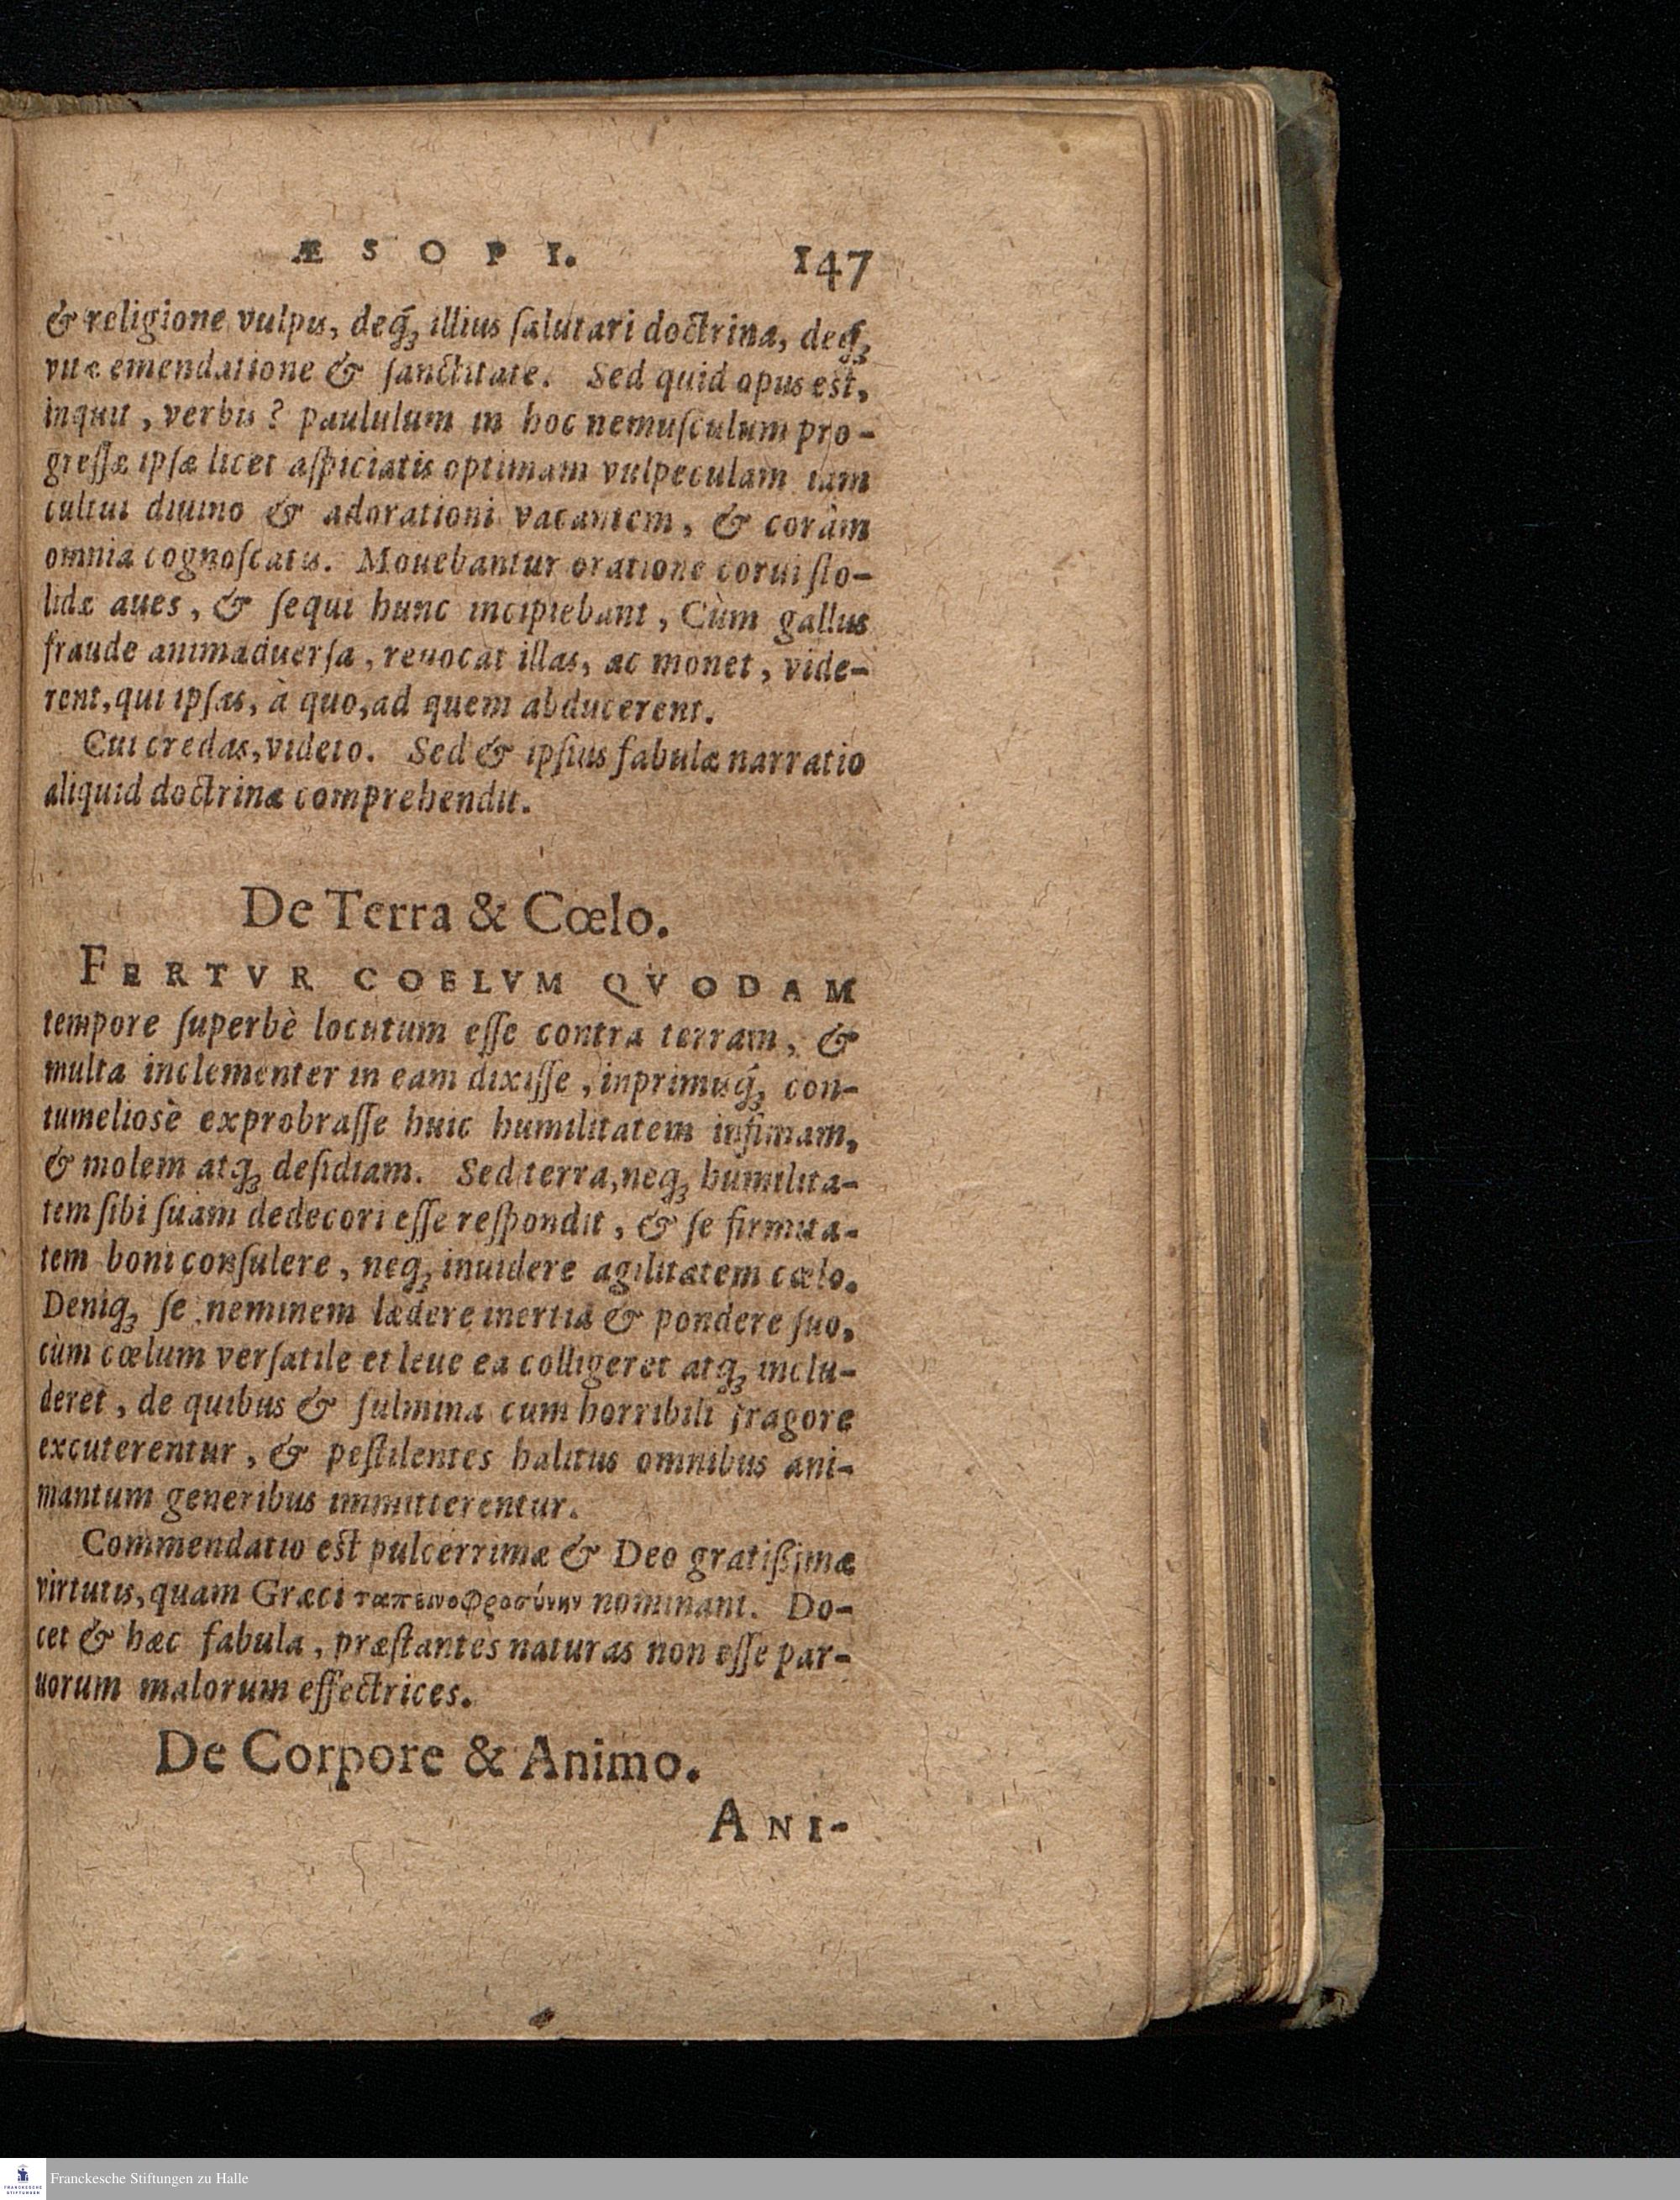 ÆSOPI. 147
& religione vulpis, deq́ꝫ illius ſalutari doctrina, deq́ꝫ
vitæ emendatione & ſanctitate. Sed quid opus est,
inquit, verbis? paululum in hoc nemuſculum pro-
greſſæ ipſæ licet aſpiciatis optimam vulpeculam iam
cultui diuino & adorationi vacantem, & coràm
omnia cognoſcatis. Mouebantur oratione corui ſto-
lidæ aues, & ſequi hunc incipiebant, Cùm gallus
fraude animaduerſa, reuocat illas, ac monet, vide-
rent, qui ipſas, à quo, ad quem abducerent.
Cui credas, videto. Sed & ipſius fabulæ narratio
aliquid doctrinæ comprehendit.
De Terra & Cœlo.
FERTVR COELVM QVODAM
tempore ſuperbè locutum eſſe contra terram, &
multa inclementer in eam dixiſſe, inprimisq́ꝫ con-
tumeliosè exprobraſſe huic humilitatem infimam,
& molem atqꝫ deſidiam. Sed terra, neqꝫ humilita-
tem ſibi ſuam dedecori eſſe reſpondit, & ſe firmita-
tem boni conſulere, neqꝫ inuidere agilitatem cœlo.
Deniqꝫ ſe neminem lædere inertia & pondere ſuo,
cùm cœlum verſatile et leue ea colligeret atqꝫ inclu-
deret, de quibus & fulmina cum horribili fragore
excuterentur, & peſtilentes halitus omnibus ani-
mantum generibus immitterentur.
Commendatio est pulcerrimæ & Deo gratißimæ
virtutis, quam Græci ταπεινοφροσύνην nominant. Do-
cet & hæc fabula, præſtantes naturas non eſſe par-
uorum malorum effectrices.
De Corpore & Animo.
ANI-
FRANCKESCHE
STIFTUNGEN
Franckesche Stiftungen zu Halle